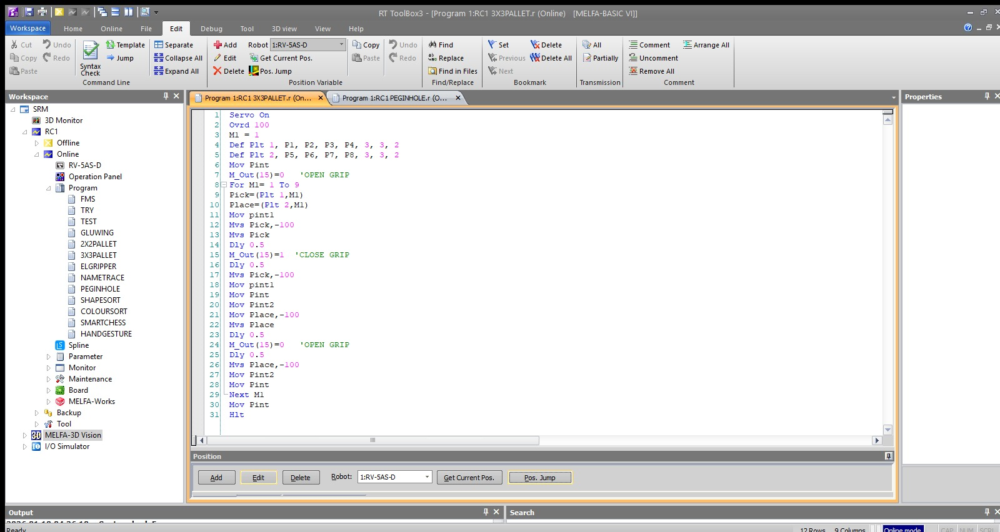 RT ToolBox3 - [Program 1:RC1 3X3PALLET.r (Online)    [MELFA-BASIC VI]]
Workspace Home Online File Edit Debug Tool 3D view View Help
Cut Undo Template Separate Add Robot 1:RV-5AS-D Copy Undo Find Set Delete All Comment Arrange All
Copy Redo Jump Collapse All Edit Get Current Pos. Paste Redo Replace Previous Delete All Partially Uncomment
Paste Syntax Check Expand All Delete Pos. Jump Find in Files Next Remove All
Command Line Position Variable Find/Replace Bookmark Transmission Comment
Workspace
SRM
3D Monitor
RC1
Offline
Online
RV-5AS-D
Operation Panel
Program
FMS
TRY
TEST
GLUWING
2X2PALLET
3X3PALLET
ELGRIPPER
NAMETRACE
PEGINHOLE
SHAPESORT
COLOURSORT
SMARTCHESS
HANDGESTURE
Spline
Parameter
Monitor
Maintenance
Board
MELFA-Works
Backup
Tool
MELFA-3D Vision
I/O Simulator
Program 1:RC1 3X3PALLET.r (On... Program 1:RC1 PEGINHOLE.r (O...
1 Servo On
2 Ovrd 100
3 M1 = 1
4 Def Plt 1, P1, P2, P3, P4, 3, 3, 2
5 Def Plt 2, P5, P6, P7, P8, 3, 3, 2
6 Mov Pint
7 M_Out(15)=0   'OPEN GRIP
8 For M1= 1 To 9
9 Pick=(Plt 1,M1)
10 Place=(Plt 2,M1)
11 Mov pint1
12 Mvs Pick,-100
13 Mvs Pick
14 Dly 0.5
15 M_Out(15)=1  'CLOSE GRIP
16 Dly 0.5
17 Mvs Pick,-100
18 Mov pint1
19 Mov Pint
20 Mov Pint2
21 Mov Place,-100
22 Mvs Place
23 Dly 0.5
24 M_Out(15)=0   'OPEN GRIP
25 Dly 0.5
26 Mvs Place,-100
27 Mov Pint2
28 Mov Pint
29 Next M1
30 Mov Pint
31 Hlt
Properties
Position
Add Edit Delete Robot: 1:RV-5AS-D Get Current Pos. Pos. Jump
Output
Search
Ready 12 Rows 9 Columns Online mode CAP NUM SCRL